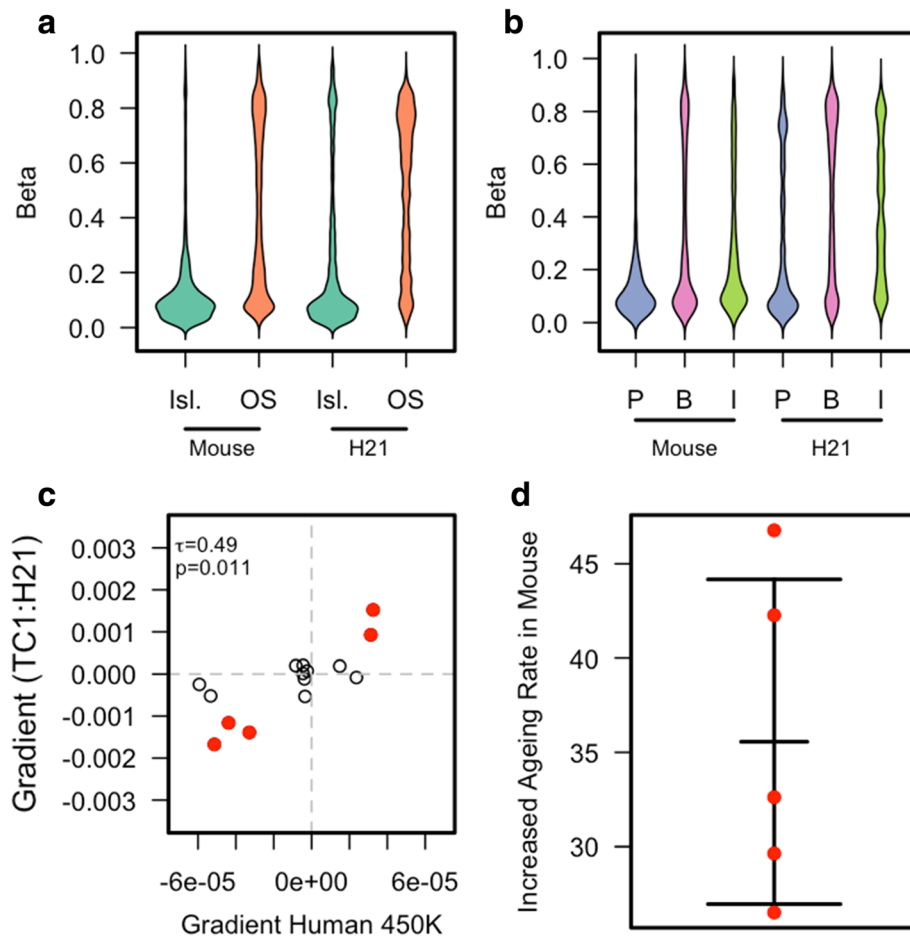 a
Beta
1.0
0.8
0.6
0.4
0.2
0.0
Isl. OS Isl. OS
Mouse H21
b
Beta
1.0
0.8
0.6
0.4
0.2
0.0
P B I P B I
Mouse H21
c
Gradient (TC1:H21)
0.003
0.002
0.001
0.000
-0.001
-0.002
-0.003
τ=0.49
p=0.011
-6e-05 0e+00 6e-05
Gradient Human 450K
d
Increased Ageing Rate in Mouse
45
40
35
30